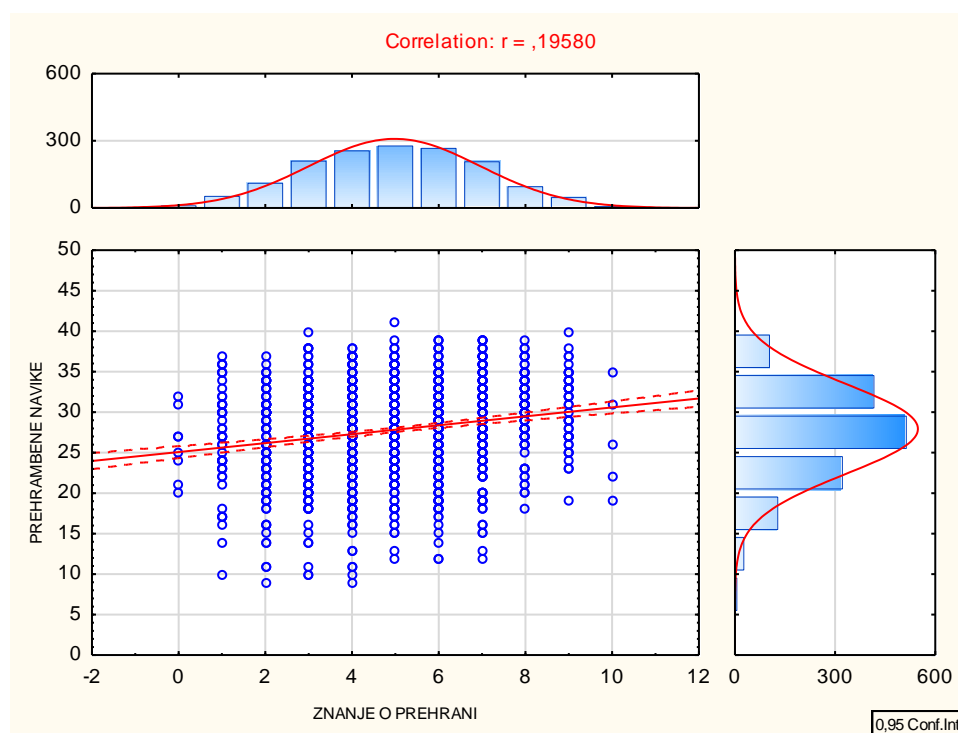 Correlation: r = ,19580
600
300
0
50
45
40
35
30
25
20
15
10
5
0
PREHRAMBENE NAVIKE
-2 0 2 4 6 8 10 12
0 300 600
ZNANJE O PREHRANI
0,95 Conf.Int